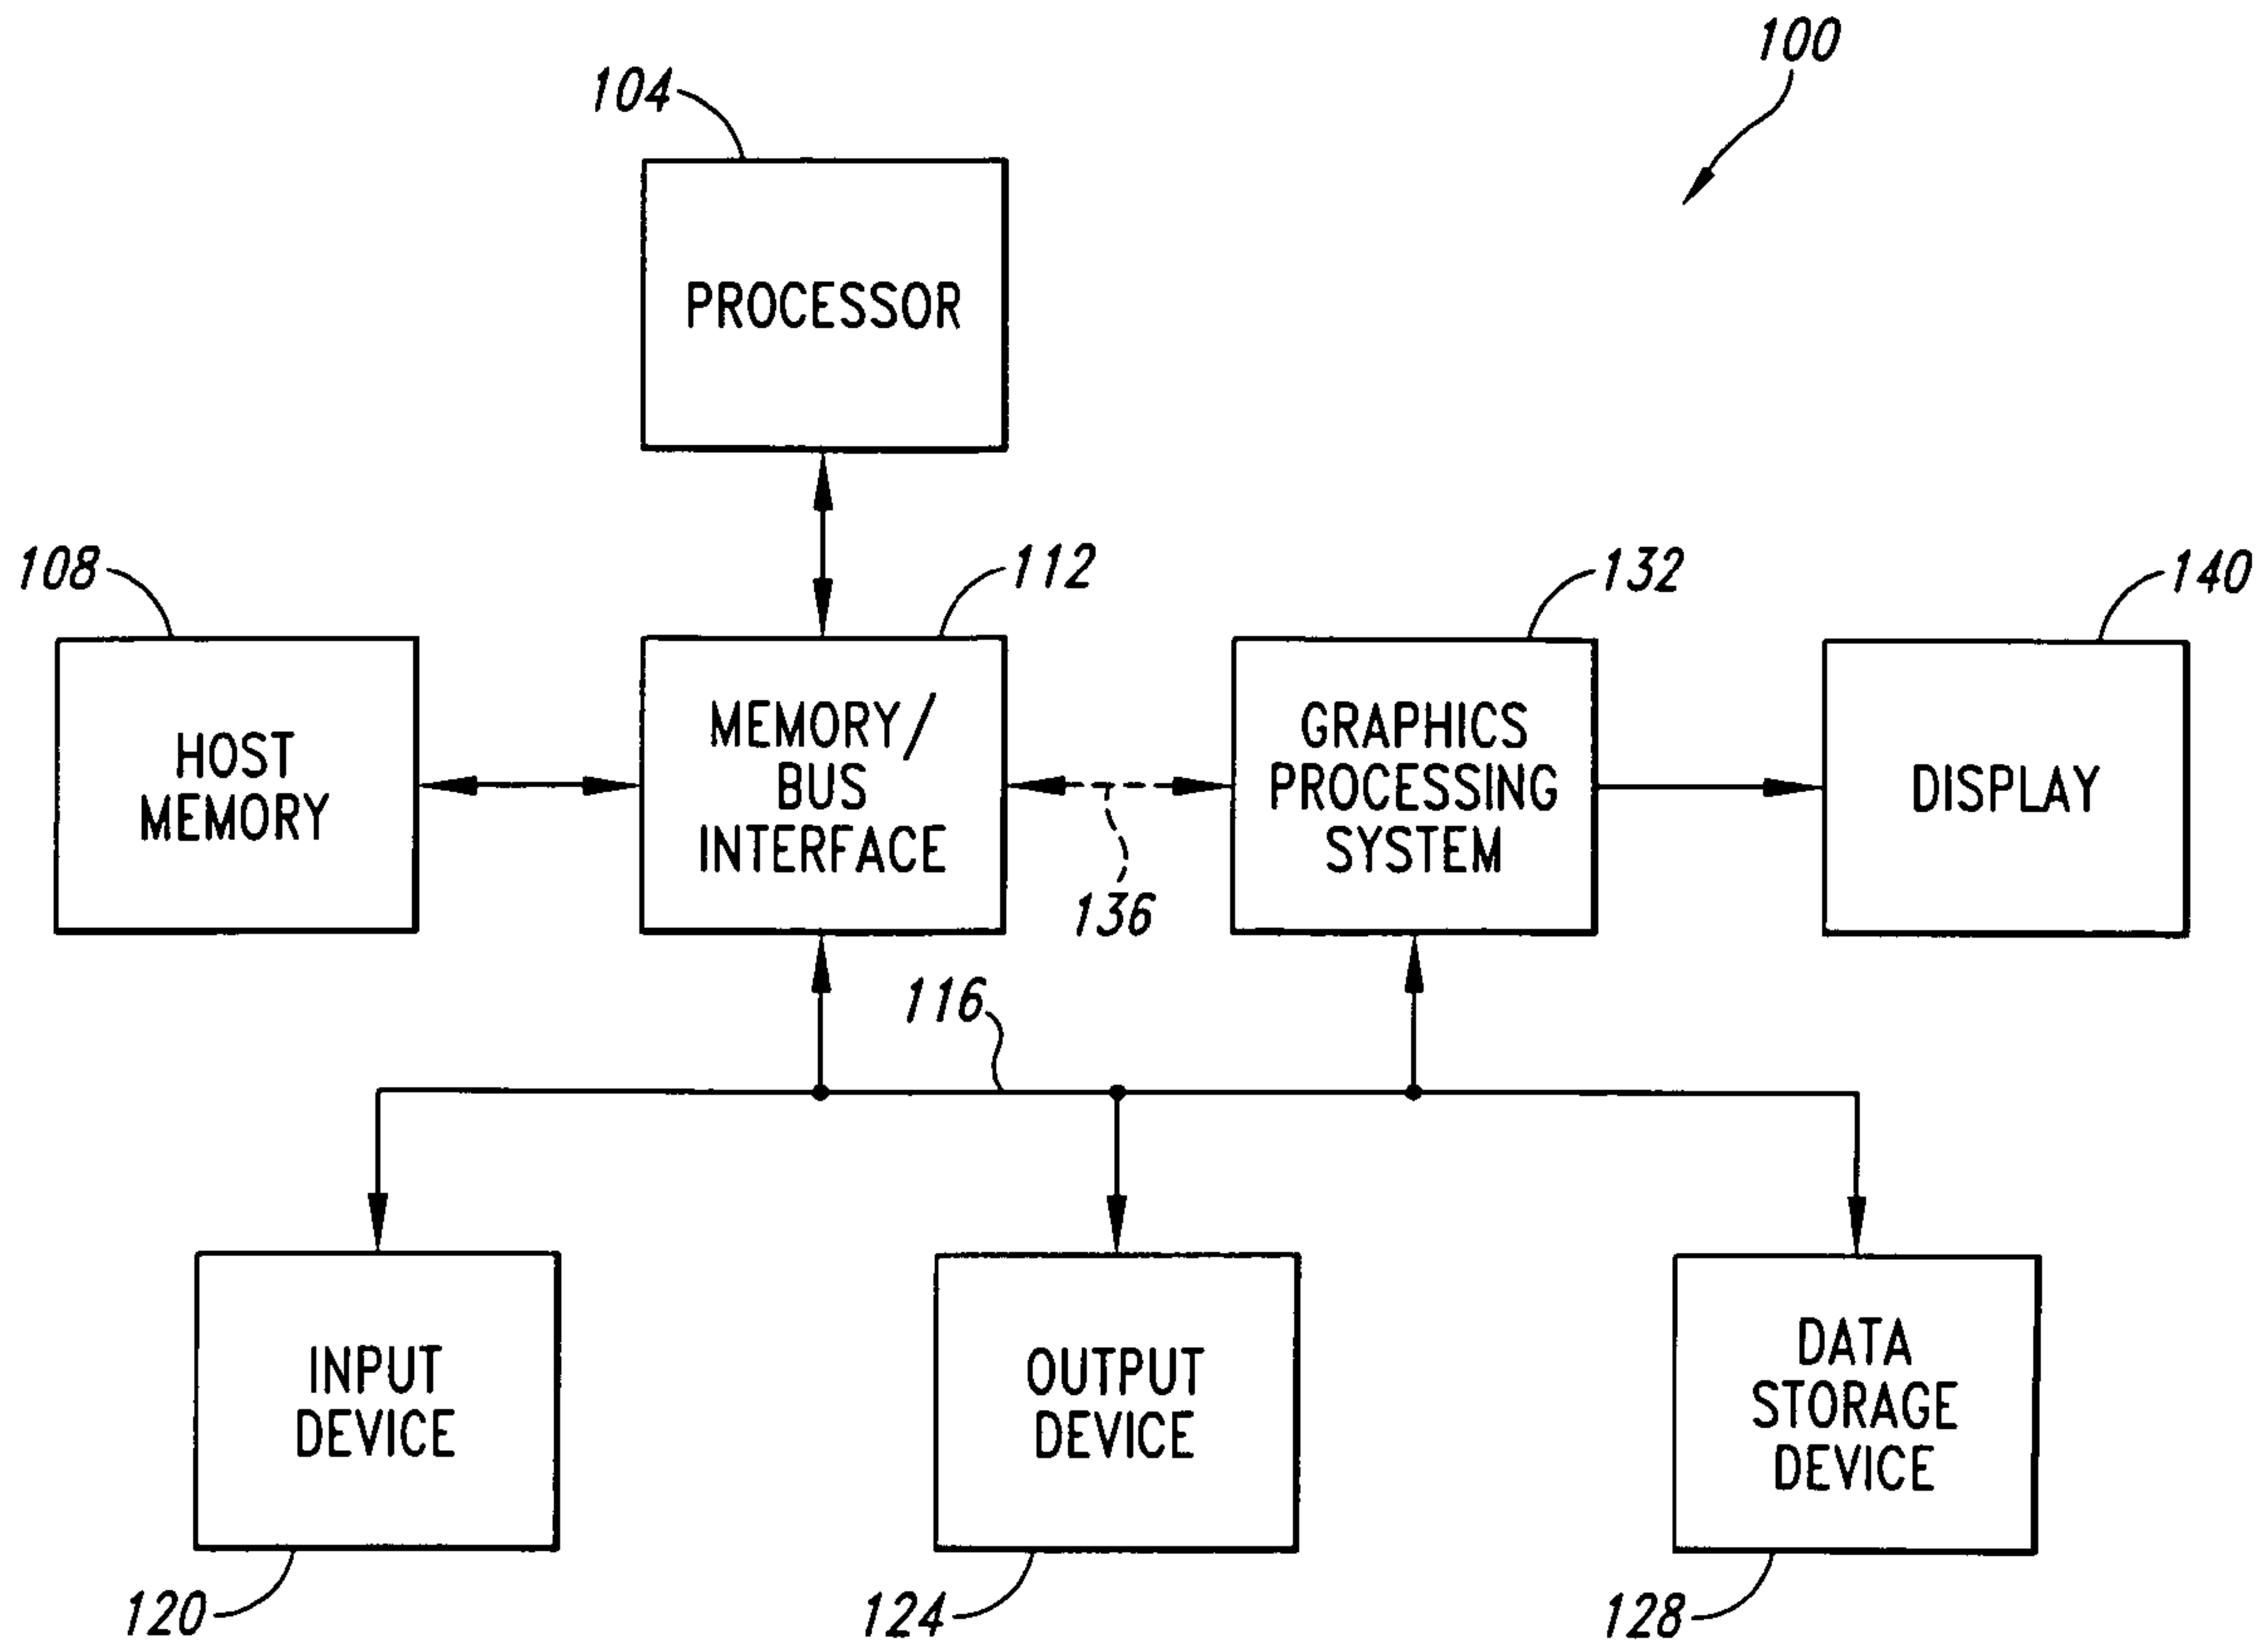 100
104
PROCESSOR
108
112
132
140
HOST
MEMORY
MEMORY/
BUS
INTERFACE
136
GRAPHICS
PROCESSING
SYSTEM
DISPLAY
116
INPUT
DEVICE
OUTPUT
DEVICE
DATA
STORAGE
DEVICE
120
124
128